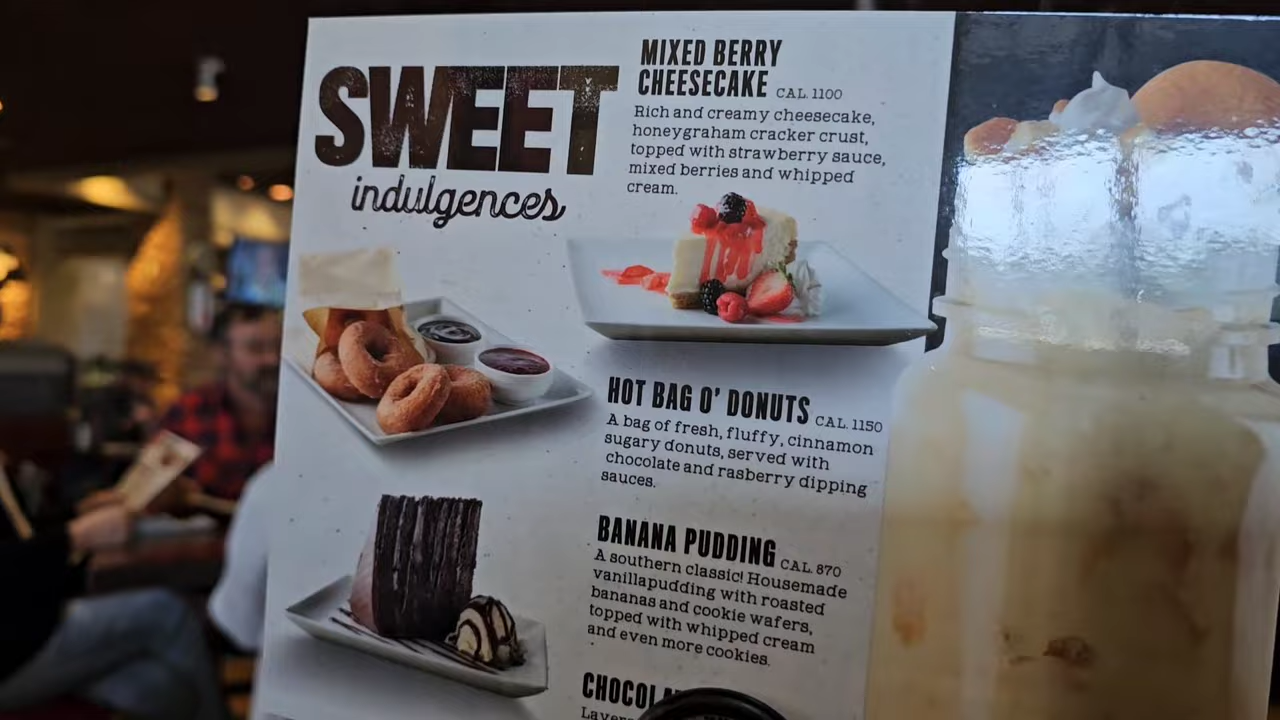 SWEET
indulgences
MIXED BERRY
CHEESECAKE CAL. 1100
Rich and creamy cheesecake,
honeygraham cracker crust,
topped with strawberry sauce,
mixed berries and whipped
cream.
HOT BAG O' DONUTS CAL. 1150
A bag of fresh, fluffy, cinnamon
sugary donuts, served with
chocolate and rasberry dipping
sauces.
BANANA PUDDING CAL. 870
A southern classic! Housemade
vanillapudding with roasted
bananas and cookie wafers,
topped with whipped cream
and even more cookies.